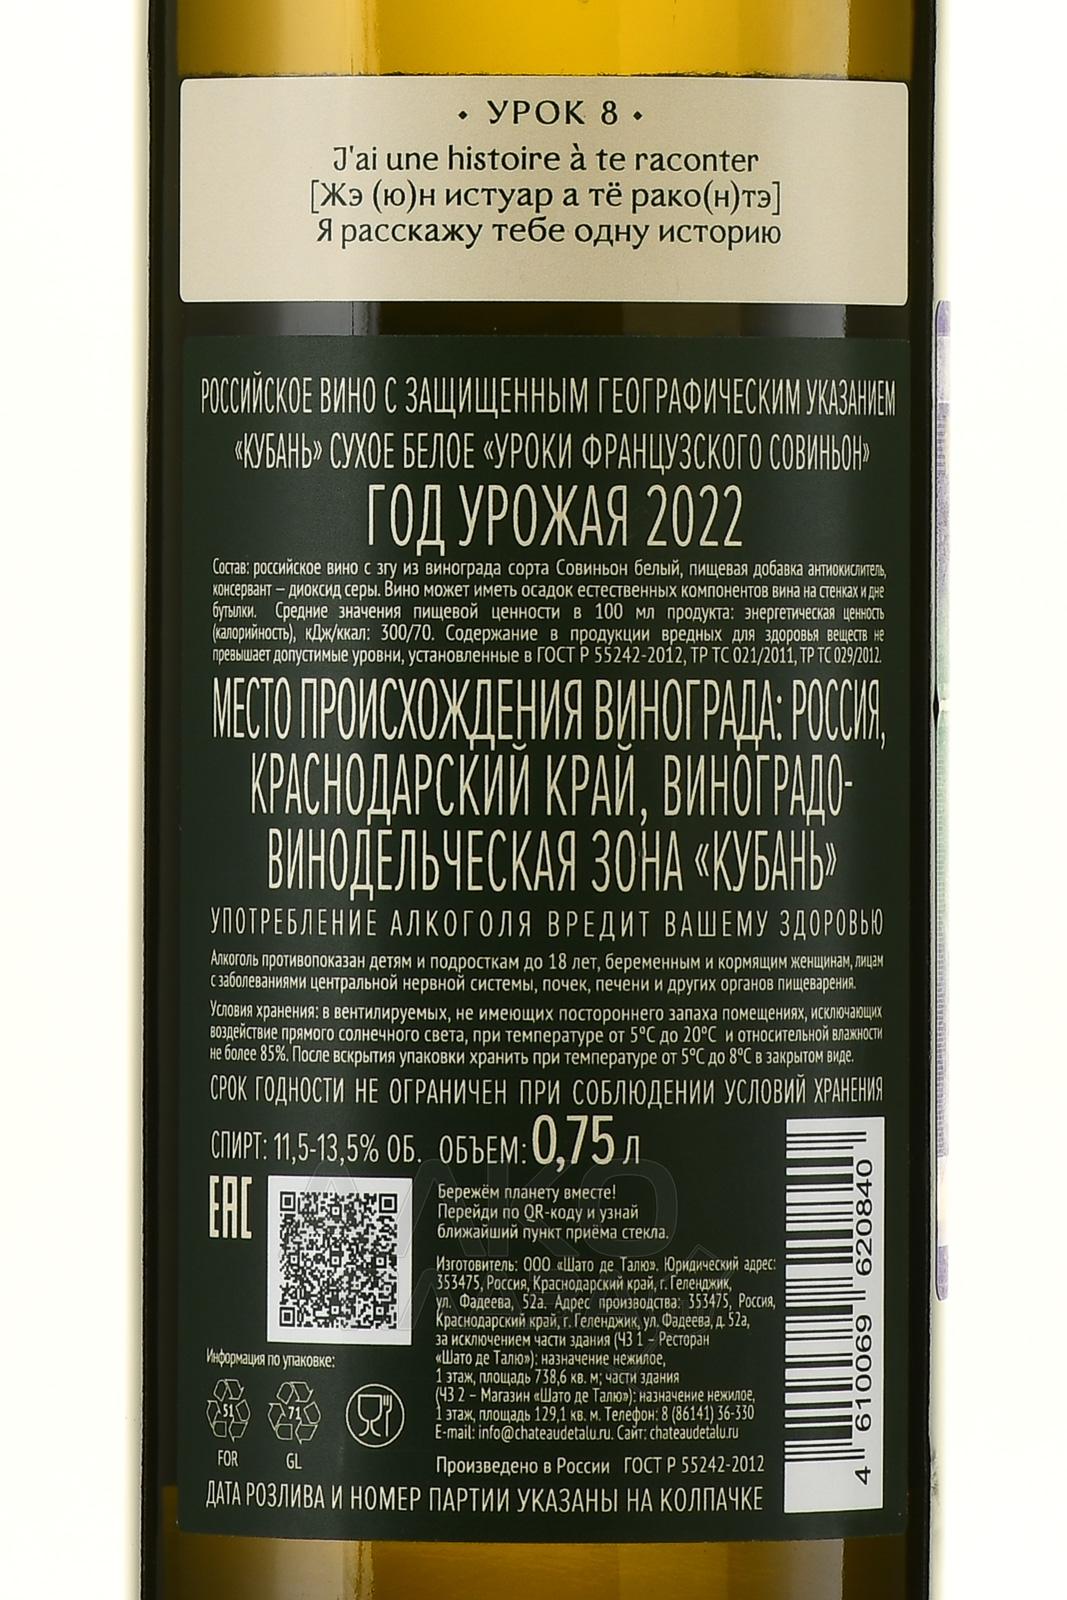 • УРОК 8 •
J'ai une histoire à te raconter
[Жэ (ю)н истуар а тё рако(н)тэ]
Я расскажу тебе одну историю
РОССИЙСКОЕ ВИНО С ЗАЩИЩЕННЫМ ГЕОГРАФИЧЕСКИМ УКАЗАНИЕМ
«КУБАНЬ» СУХОЕ БЕЛОЕ «УРОКИ ФРАНЦУЗСКОГО СОВИНЬОН»
ГОД УРОЖАЯ 2022
Состав: российское вино с згу из винограда сорта Совиньон белый, пищевая добавка антиокислитель,
консервант – диоксид серы. Вино может иметь осадок естественных компонентов вина на стенках и дне
бутылки. Средние значения пищевой ценности в 100 мл продукта: энергетическая ценность
(калорийность), кДж/ккал: 300/70. Содержание в продукции вредных для здоровья веществ не
превышает допустимые уровни, установленные в ГОСТ Р 55242-2012, ТР ТС 021/2011, ТР ТС 029/2012.
МЕСТО ПРОИСХОЖДЕНИЯ ВИНОГРАДА: РОССИЯ,
КРАСНОДАРСКИЙ КРАЙ, ВИНОГРАДО-
ВИНОДЕЛЬЧЕСКАЯ ЗОНА «КУБАНЬ»
УПОТРЕБЛЕНИЕ АЛКОГОЛЯ ВРЕДИТ ВАШЕМУ ЗДОРОВЬЮ
Алкоголь противопоказан детям и подросткам до 18 лет, беременным и кормящим женщинам, лицам
с заболеваниями центральной нервной системы, почек, печени и других органов пищеварения.
Условия хранения: в вентилируемых, не имеющих постороннего запаха помещениях, исключающих
воздействие прямого солнечного света, при температуре от 5°С до 20°С и относительной влажности
не более 85%. После вскрытия упаковки хранить при температуре от 5°С до 8°С в закрытом виде.
СРОК ГОДНОСТИ НЕ ОГРАНИЧЕН ПРИ СОБЛЮДЕНИИ УСЛОВИЙ ХРАНЕНИЯ
СПИРТ: 11,5-13,5% ОБ. ОБЪЕМ: 0,75 Л
EAC
Бережём планету вместе!
Перейди по QR-коду и узнай
ближайший пункт приёма стекла.
Изготовитель: ООО «Шато де Талю». Юридический адрес:
353475, Россия, Краснодарский край, г. Геленджик,
ул. Фадеева, 52а. Адрес производства: 353475, Россия,
Краснодарский край, г. Геленджик, ул. Фадеева, д. 52а,
за исключением части здания (ЧЗ 1 – Ресторан
«Шато де Талю»): назначение нежилое,
1 этаж, площадь 738,6 кв. м; части здания
(ЧЗ 2 – Магазин «Шато де Талю»): назначение нежилое,
1 этаж, площадь 129,1 кв. м. Телефон: 8 (86141) 36-330
E-mail: info@chateaudetalu.ru. Сайт: chateaudetalu.ru
Информация по упаковке:
51 71
FOR GL
Произведено в России ГОСТ Р 55242-2012
ДАТА РОЗЛИВА И НОМЕР ПАРТИИ УКАЗАНЫ НА КОЛПАЧКЕ
4 610069 620840